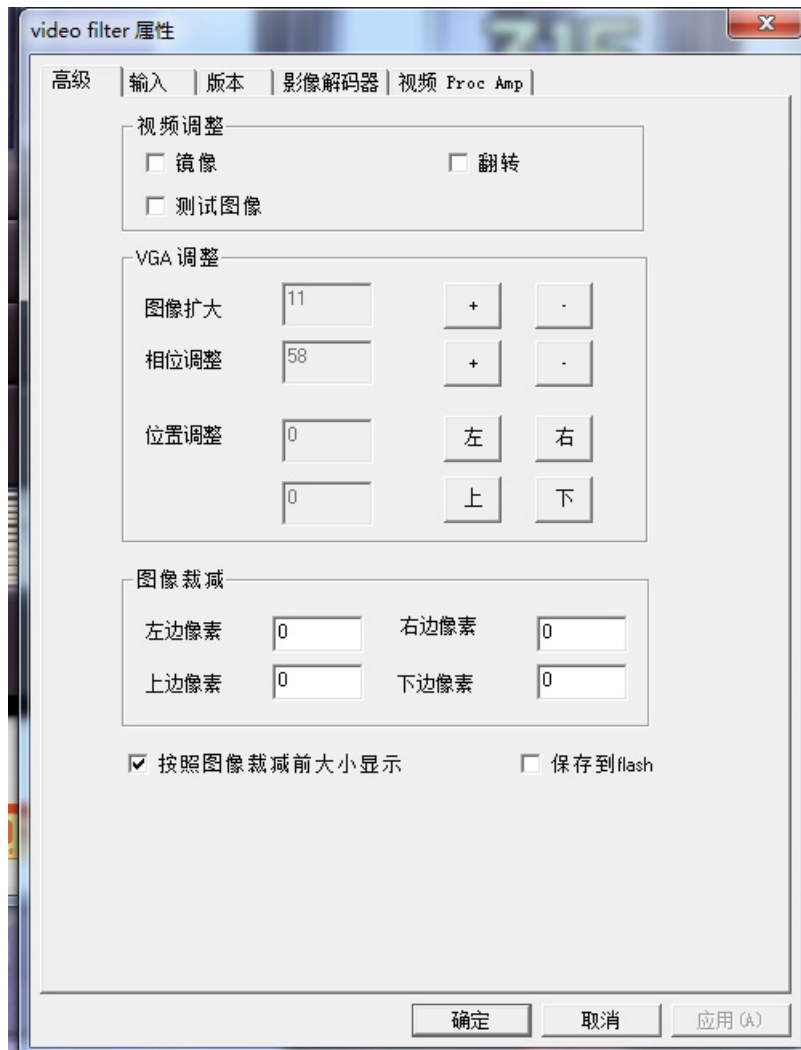 video filter 属性
高级 输入 版本 影像解码器 视频 Proc Amp
视频调整
镜像 翻转
测试图像
VGA 调整
图像扩大 11 + -
相位调整 58 + -
位置调整 0 左 右
0 上 下
图像裁减
左边像素 0 右边像素 0
上边像素 0 下边像素 0
按照图像裁减前大小显示 保存到flash
确定 取消 应用(A)